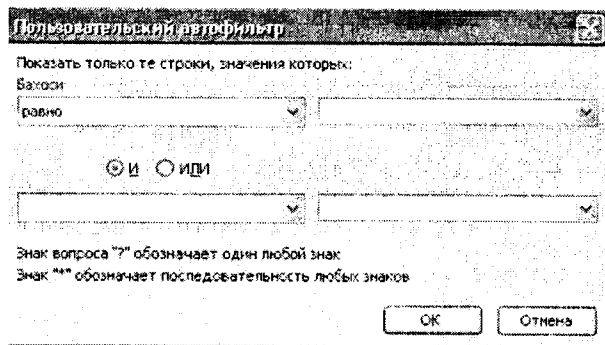 Пользовательский автофильтр
Показать только те строки, значения которых:
Бахоси
равно
И ИЛИ
Знак вопроса "?" обозначает один любой знак
Знак "*" обозначает последовательность любых знаков
ОК Отмена